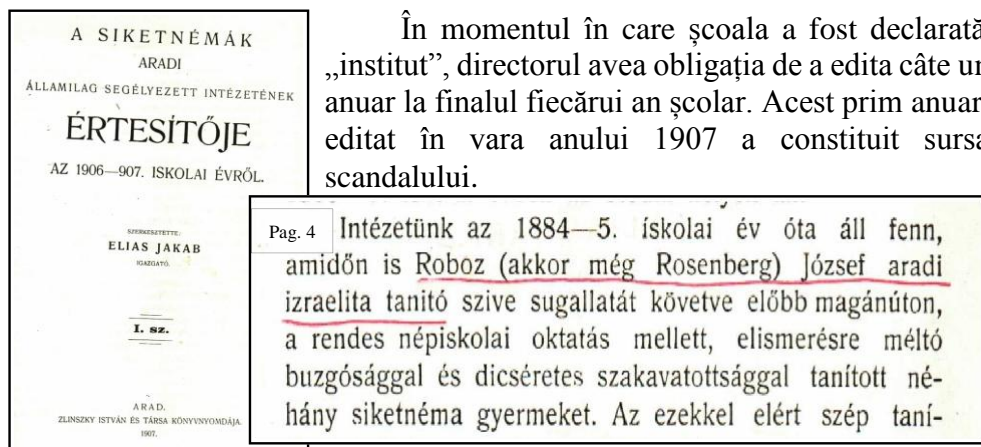 A SIKETNÉMÁK
ARADI
ÁLLAMILAG SEGÉLYEZETT INTÉZETÉNEK
ÉRTESÍTŐJE
AZ 1906—907. ISKOLAI ÉVRŐL.
SZERKESZTETTE:
ELIAS JAKAB
IGAZGATÓ.
I. sz.
ARAD.
ZLINSZKY ISTVÁN ÉS TÁRSA KÖNYVNYOMDÁJA.
1907.
În momentul în care școala a fost declarată
„institut”, directorul avea obligația de a edita câte un
anuar la finalul fiecărui an școlar. Acest prim anuar
editat în vara anului 1907 a constituit sursa
scandalului.
Pag. 4
Intézetünk az 1884—5. ískolai év óta áll fenn,
amidőn is Roboz (akkor még Rosenberg) József aradi
izraelita tanitó szive sugallatát követve előbb magánúton,
a rendes népiskolai oktatás mellett, elismerésre méltó
buzgósággal és dicséretes szakavatottsággal tanított né-
hány siketnéma gyermeket. Az ezekkel elért szép taní-